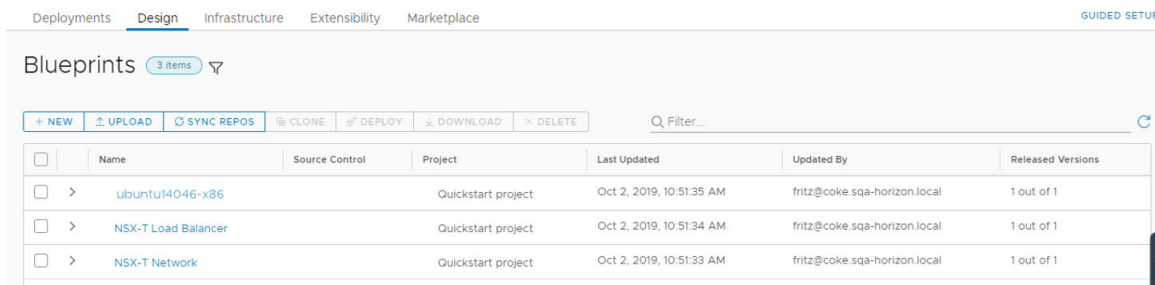 Deployments Design Infrastructure Extensibility Marketplace GUIDED SETUP
Blueprints 3 items
+ NEW UPLOAD SYNC REPOS CLONE DEPLOY DOWNLOAD × DELETE Filter...
Name Source Control Project Last Updated Updated By Released Versions
ubuntu14046-x86 Quickstart project Oct 2, 2019, 10:51:35 AM fritz@coke.sqa-horizon.local 1 out of 1
NSX-T Load Balancer Quickstart project Oct 2, 2019, 10:51:34 AM fritz@coke.sqa-horizon.local 1 out of 1
NSX-T Network Quickstart project Oct 2, 2019, 10:51:33 AM fritz@coke.sqa-horizon.local 1 out of 1